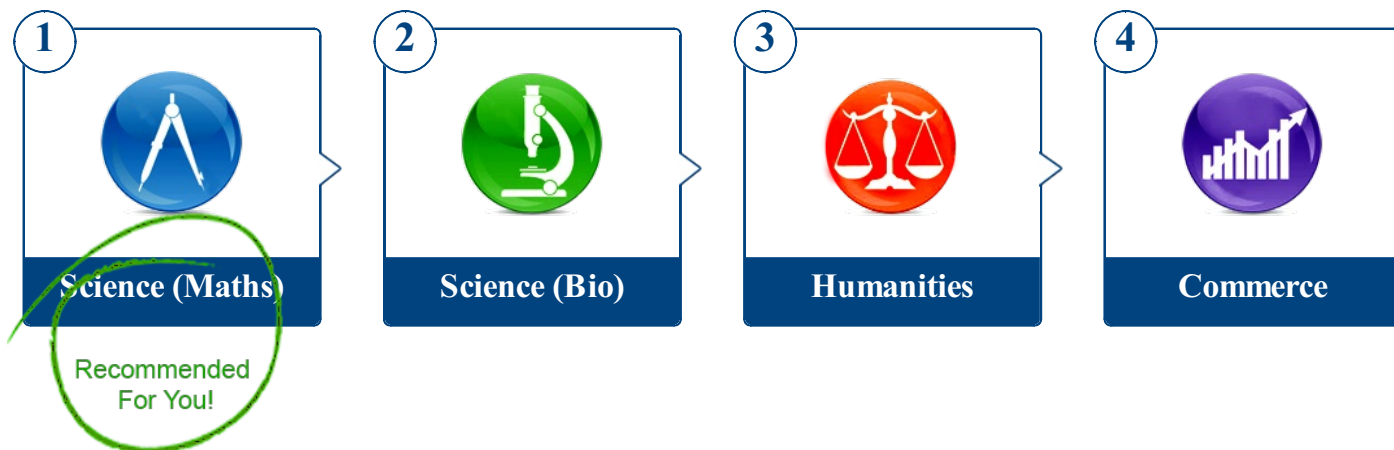 1
2
3
4
Science (Maths)
Science (Bio)
Humanities
Commerce
Recommended
For You!